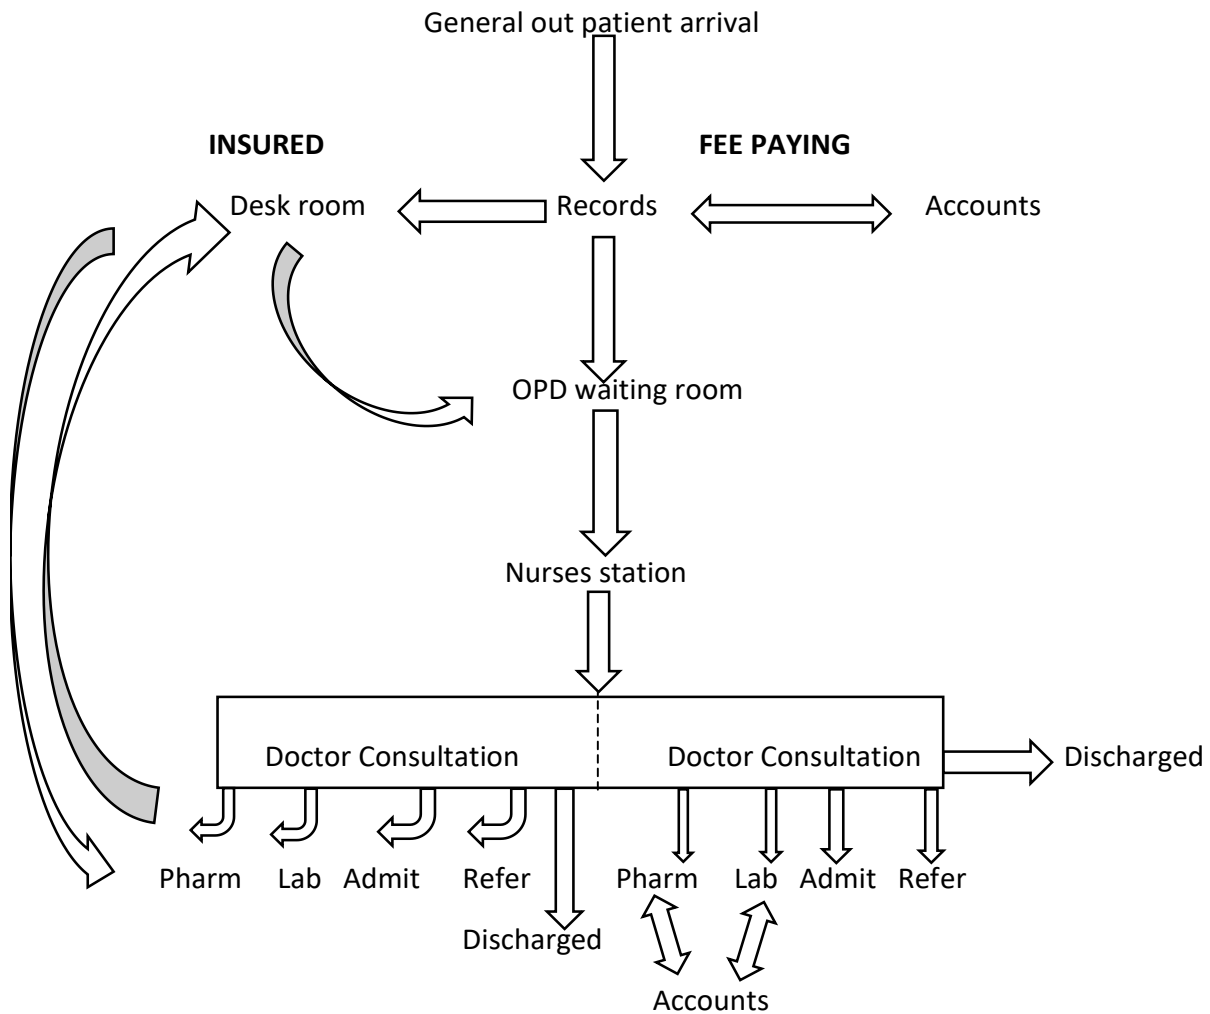 General out patient arrival
INSURED FEE PAYING
Desk room Records Accounts
OPD waiting room
Nurses station
Doctor Consultation Doctor Consultation Discharged
Pharm Lab Admit Refer Pharm Lab Admit Refer
Discharged
Accounts